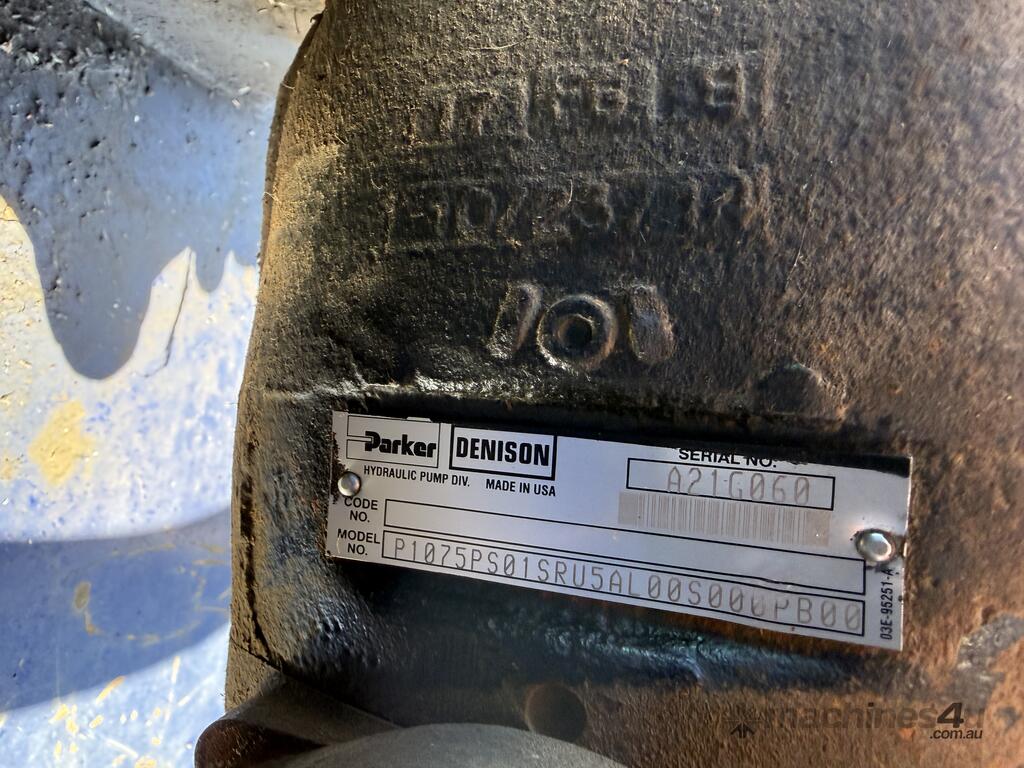 101
Parker DENISON
HYDRAULIC PUMP DIV. MADE IN USA
SERIAL NO.
A21G060
CODE NO.
MODEL NO.
P1075PS01SRU5AL00S000PB00
03E-95251-A
machines4u
.com.au